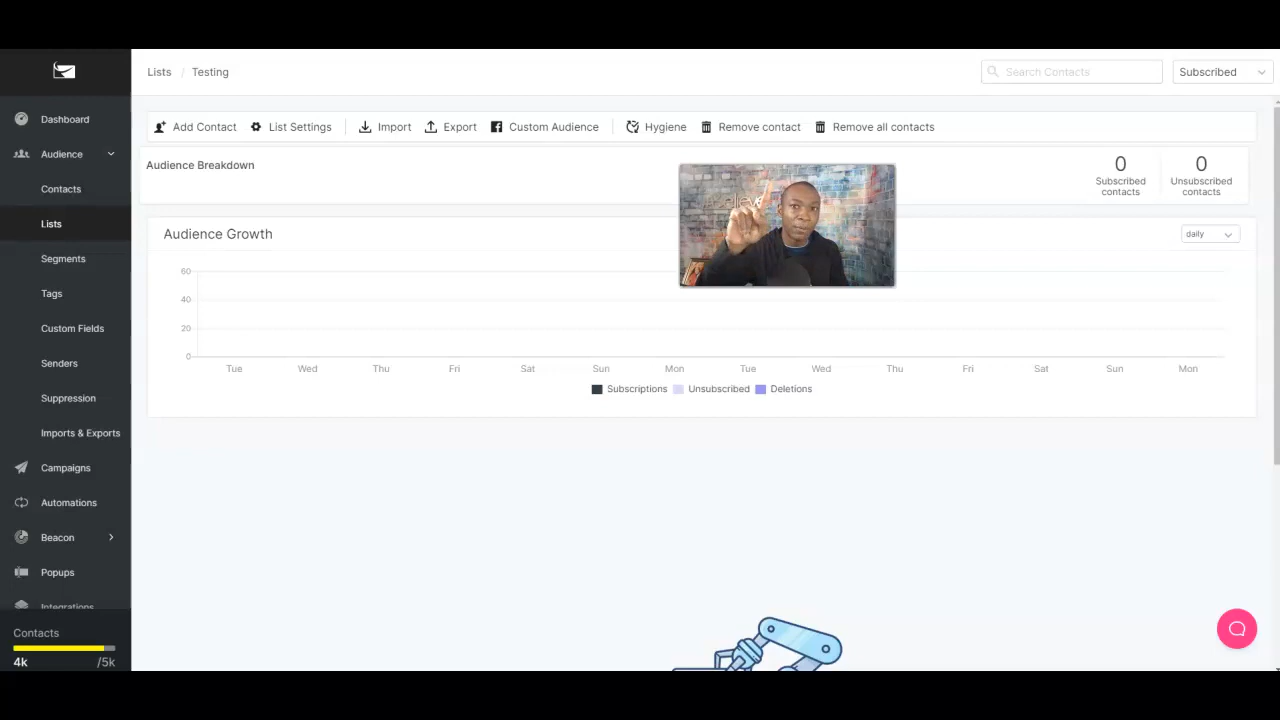 Lists / Testing
Search Contacts
Subscribed
Dashboard
Audience
Contacts
Lists
Segments
Tags
Custom Fields
Senders
Suppression
Imports & Exports
Campaigns
Automations
Beacon
Popups
Integrations
Contacts
4k /5k
Add Contact List Settings Import Export Custom Audience Hygiene Remove contact Remove all contacts
Audience Breakdown
0 Subscribed contacts
0 Unsubscribed contacts
Audience Growth
daily
60
40
20
0
Tue Wed Thu Fri Sat Sun Mon Tue Wed Thu Fri Sat Sun Mon
Subscriptions Unsubscribed Deletions